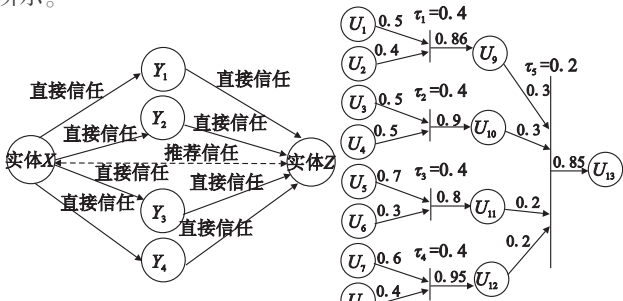 所示。
直接信任
Y₁
直接信任
直接信任
Y₂
直接信任
实体X
推荐信任
实体Z
直接信任
直接信任
直接信任
Y₃
直接信任
Y₄
U₁
0.5
τ₁=0.4
U₂
0.4
0.86
U₉
U₃
0.5
τ₂=0.4
U₄
0.5
0.9
U₁₀
U₅
0.7
τ₃=0.4
U₆
0.3
0.8
U₁₁
U₇
0.6
τ₄=0.4
0.4
0.95
U₁₂
τ₅=0.2
0.3
0.3
0.2
0.2
0.85
U₁₃